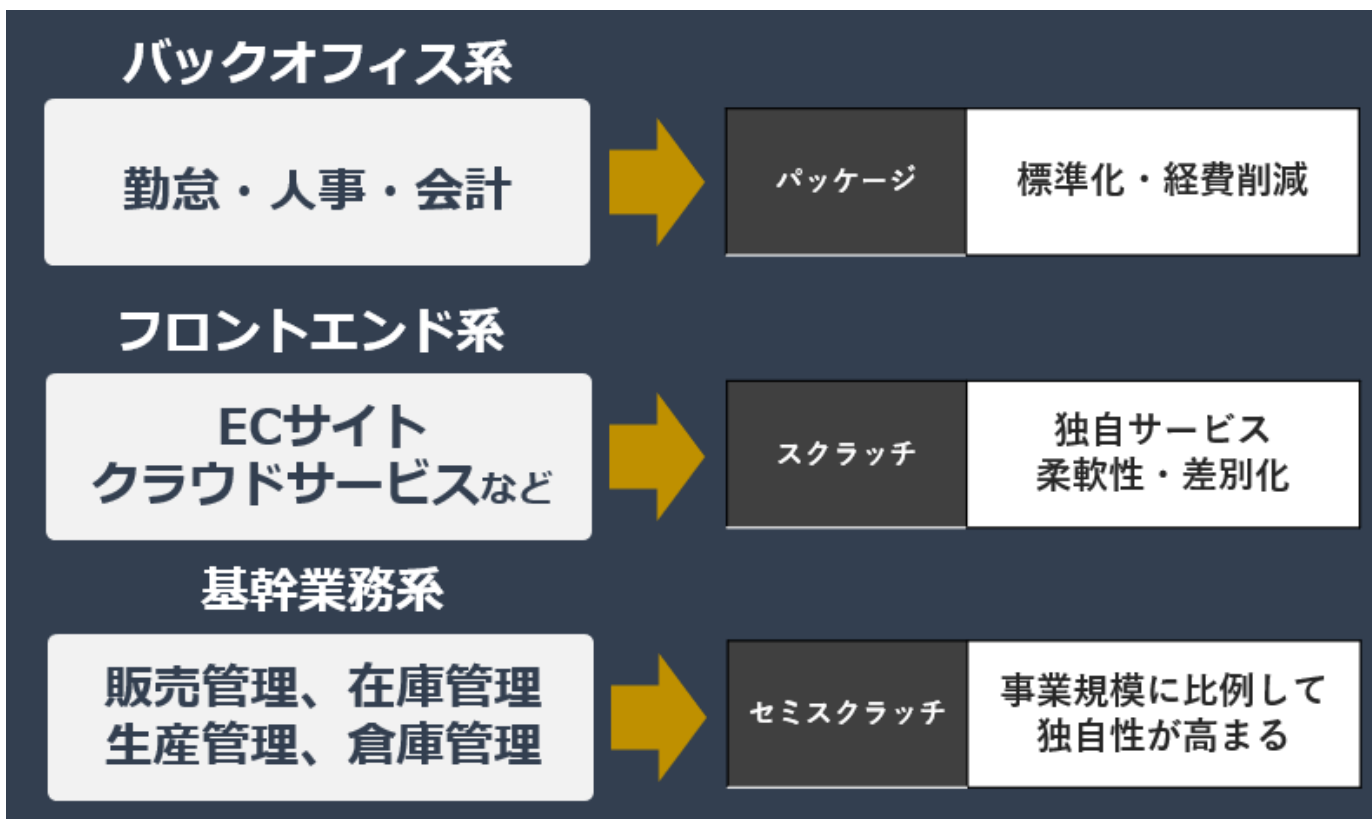 バックオフィス系
勤怠・人事・会計
パッケージ
標準化・経費削減
フロントエンド系
ECサイト
クラウドサービスなど
スクラッチ
独自サービス
柔軟性・差別化
基幹業務系
販売管理、在庫管理
生産管理、倉庫管理
セミスクラッチ
事業規模に比例して
独自性が高まる